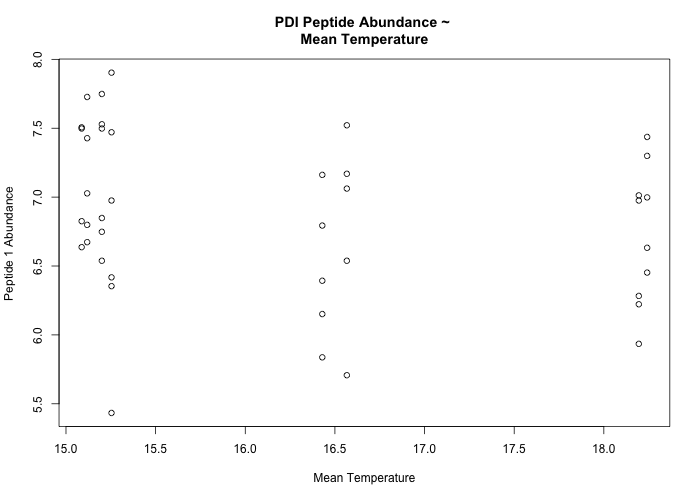 PDI Peptide Abundance ~
Mean Temperature
8.0
7.5
7.0
6.5
6.0
5.5
Peptide 1 Abundance
15.0 15.5 16.0 16.5 17.0 17.5 18.0
Mean Temperature